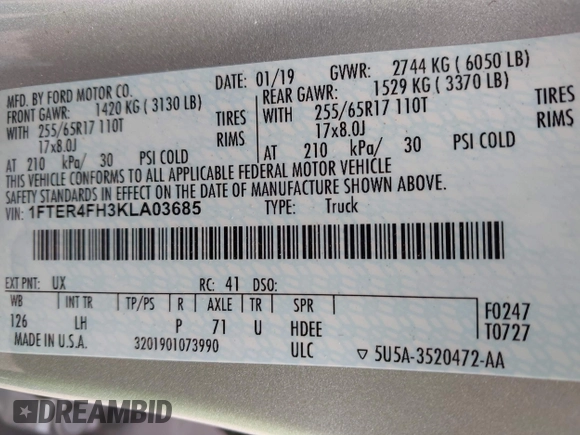 MFD. BY FORD MOTOR CO.
DATE: 01/19 GVWR: 2744 KG ( 6050 LB)
FRONT GAWR: 1420 KG ( 3130 LB)
REAR GAWR: 1529 KG ( 3370 LB)
WITH 255/65R17 110T TIRES
WITH 255/65R17 110T TIRES
17x8.0J RIMS
17x8.0J RIMS
AT 210 kPa/ 30 PSI COLD
AT 210 kPa/ 30 PSI COLD
THIS VEHICLE CONFORMS TO ALL APPLICABLE FEDERAL MOTOR VEHICLE
SAFETY STANDARDS IN EFFECT ON THE DATE OF MANUFACTURE SHOWN ABOVE.
VIN: 1FTER4FH3KLA03685 TYPE: Truck
EXT PNT: UX RC: 41 DSO:
WB INT TR TP/PS R AXLE TR SPR
126 LH P 71 U HDEE
F0247
T0727
MADE IN U.S.A. 3201901073990 ULC ▽ 5U5A-3520472-AA
DREAMBID